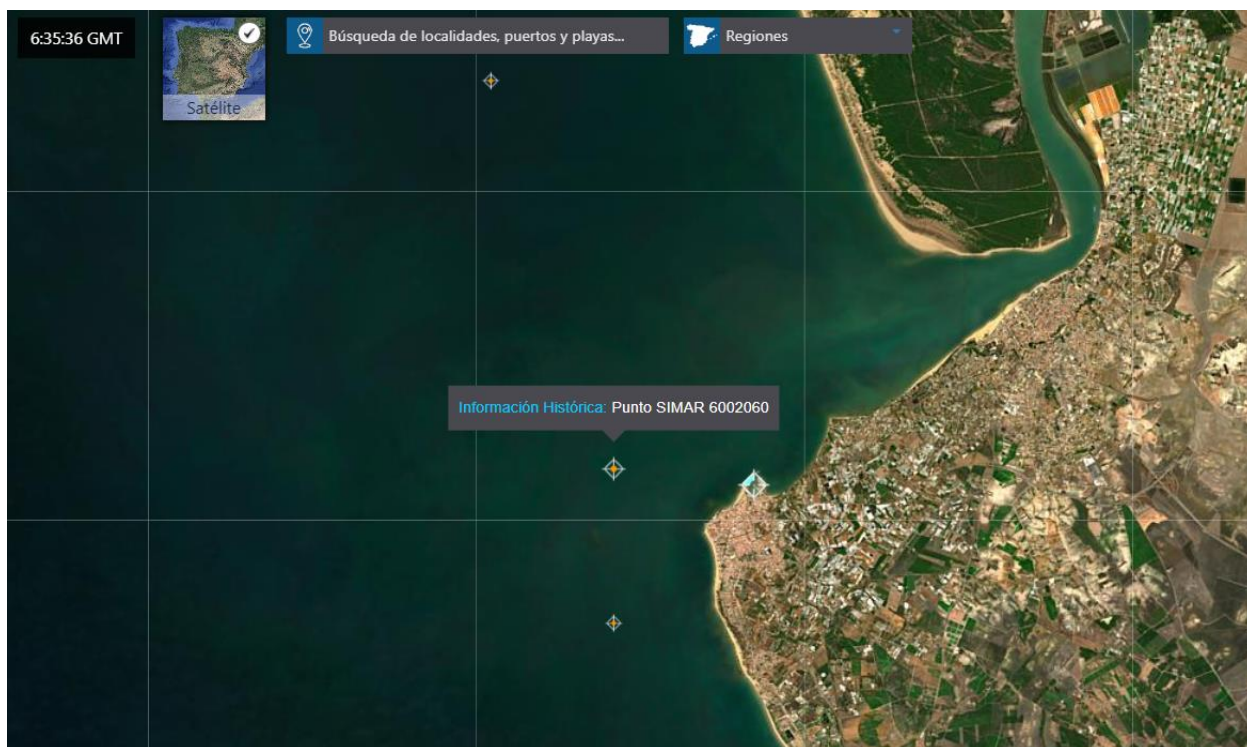 6:35:36 GMT
Satélite
Búsqueda de localidades, puertos y playas...
Regiones
Información Histórica: Punto SIMAR 6002060